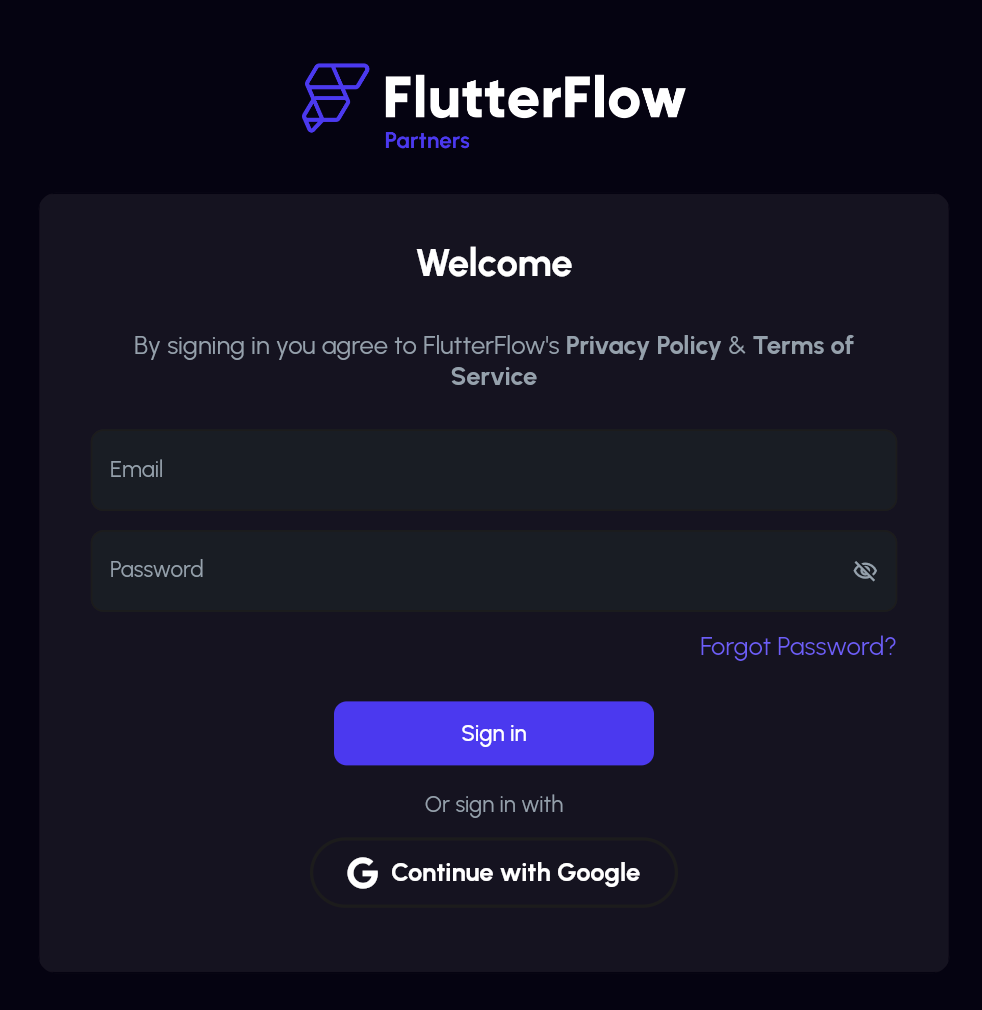 FlutterFlow
Partners
Welcome
By signing in you agree to FlutterFlow's Privacy Policy & Terms of
Service
Email
Password
Forgot Password?
Sign in
Or sign in with
Continue with Google